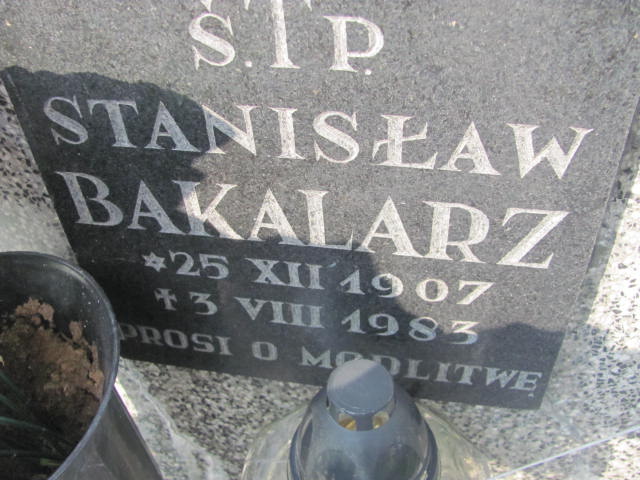 Ś.†P.
STANISŁAW
BAKALARZ
✡25 XII 1907
✝3 VIII 1983
PROSI O MODLITWĘ